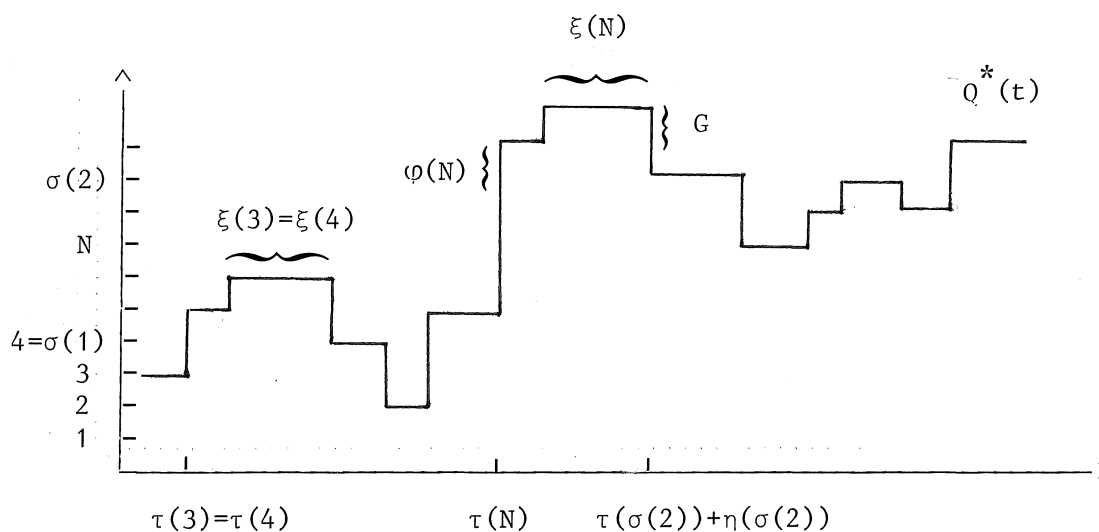 ξ(N)
Q*(t)
G
φ(N)
σ(2)
ξ(3)=ξ(4)
N
4=σ(1)
3
2
1
τ(3)=τ(4) τ(N) τ(σ(2))+η(σ(2))